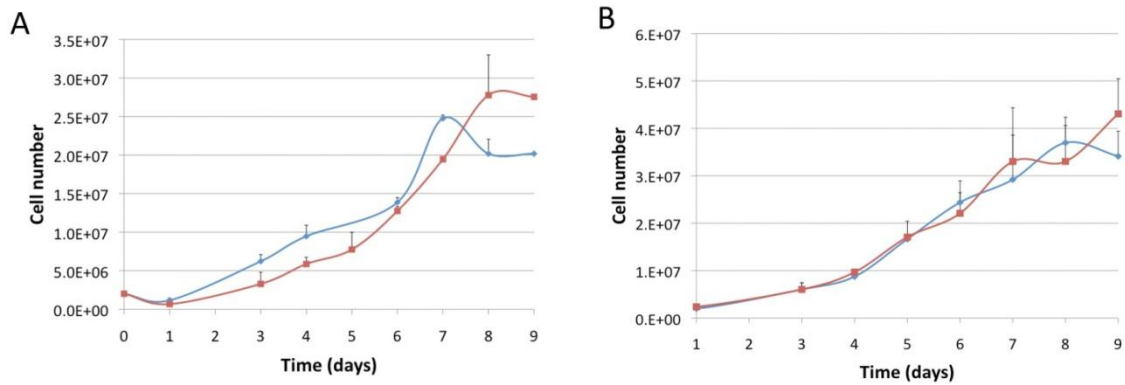 A
Cell number
3.5E+07
3.0E+07
2.5E+07
2.0E+07
1.5E+07
1.0E+07
5.0E+06
0.0E+00
0 1 2 3 4 5 6 7 8 9
Time (days)
B
Cell number
6.E+07
5.E+07
4.E+07
3.E+07
2.E+07
1.E+07
0.E+00
1 2 3 4 5 6 7 8 9
Time (days)